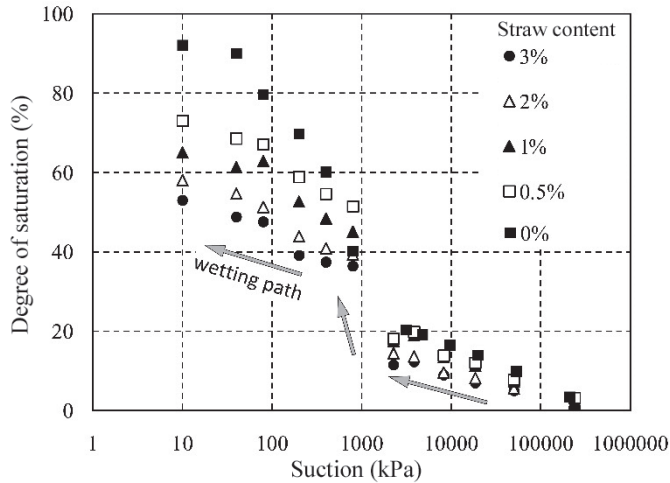 Degree of saturation (%)
100
80
60
40
20
0
Straw content
3%
2%
1%
0.5%
0%
wetting path
1 10 100 1000 10000 100000 1000000
Suction (kPa)